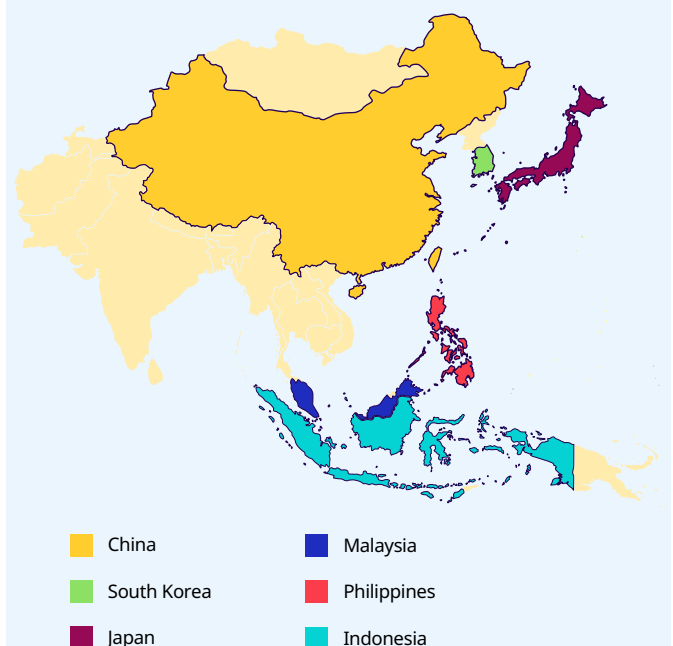 China
Malaysia
South Korea
Philippines
Japan
Indonesia